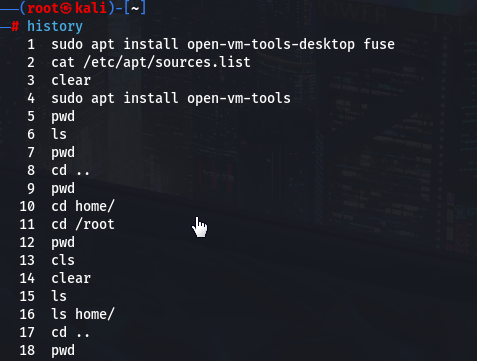 (root㉿kali)-[~]
# history
1 sudo apt install open-vm-tools-desktop fuse
2 cat /etc/apt/sources.list
3 clear
4 sudo apt install open-vm-tools
5 pwd
6 ls
7 pwd
8 cd ..
9 pwd
10 cd home/
11 cd /root
12 pwd
13 cls
14 clear
15 ls
16 ls home/
17 cd ..
18 pwd